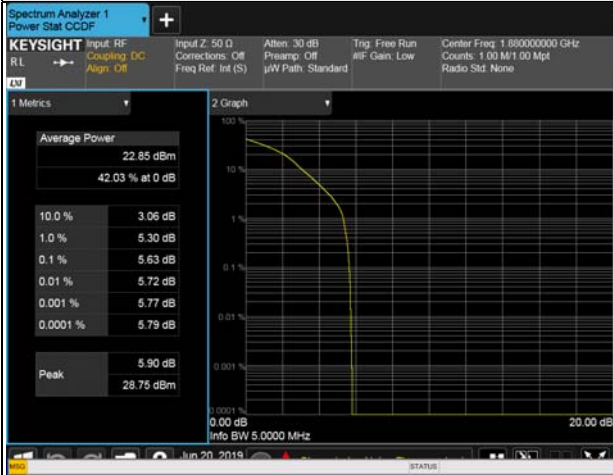 Spectrum Analyzer 1
Power Stat CCDF
+
KEYSIGHT
RL
LXI
Input: RF
Coupling: DC
Align: Off
Input Z: 50 Ω
Corrections: Off
Freq Ref: Int (S)
Atten: 30 dB
Preamp: Off
µW Path: Standard
Trig: Free Run
#IF Gain: Low
Center Freq: 1.880000000 GHz
Counts: 1.00 M/1.00 Mpt
Radio Std: None
1 Metrics
Average Power
22.85 dBm
42.03 % at 0 dB
10.0 % 3.06 dB
1.0 % 5.30 dB
0.1 % 5.63 dB
0.01 % 5.72 dB
0.001 % 5.77 dB
0.0001 % 5.79 dB
Peak
5.90 dB
28.75 dBm
2 Graph
100 %
10 %
1 %
0.1 %
0.01 %
0.001 %
0.0001 %
0.00 dB
20.00 dB
Info BW 5.0000 MHz
Jun 20, 2019
MSG
STATUS